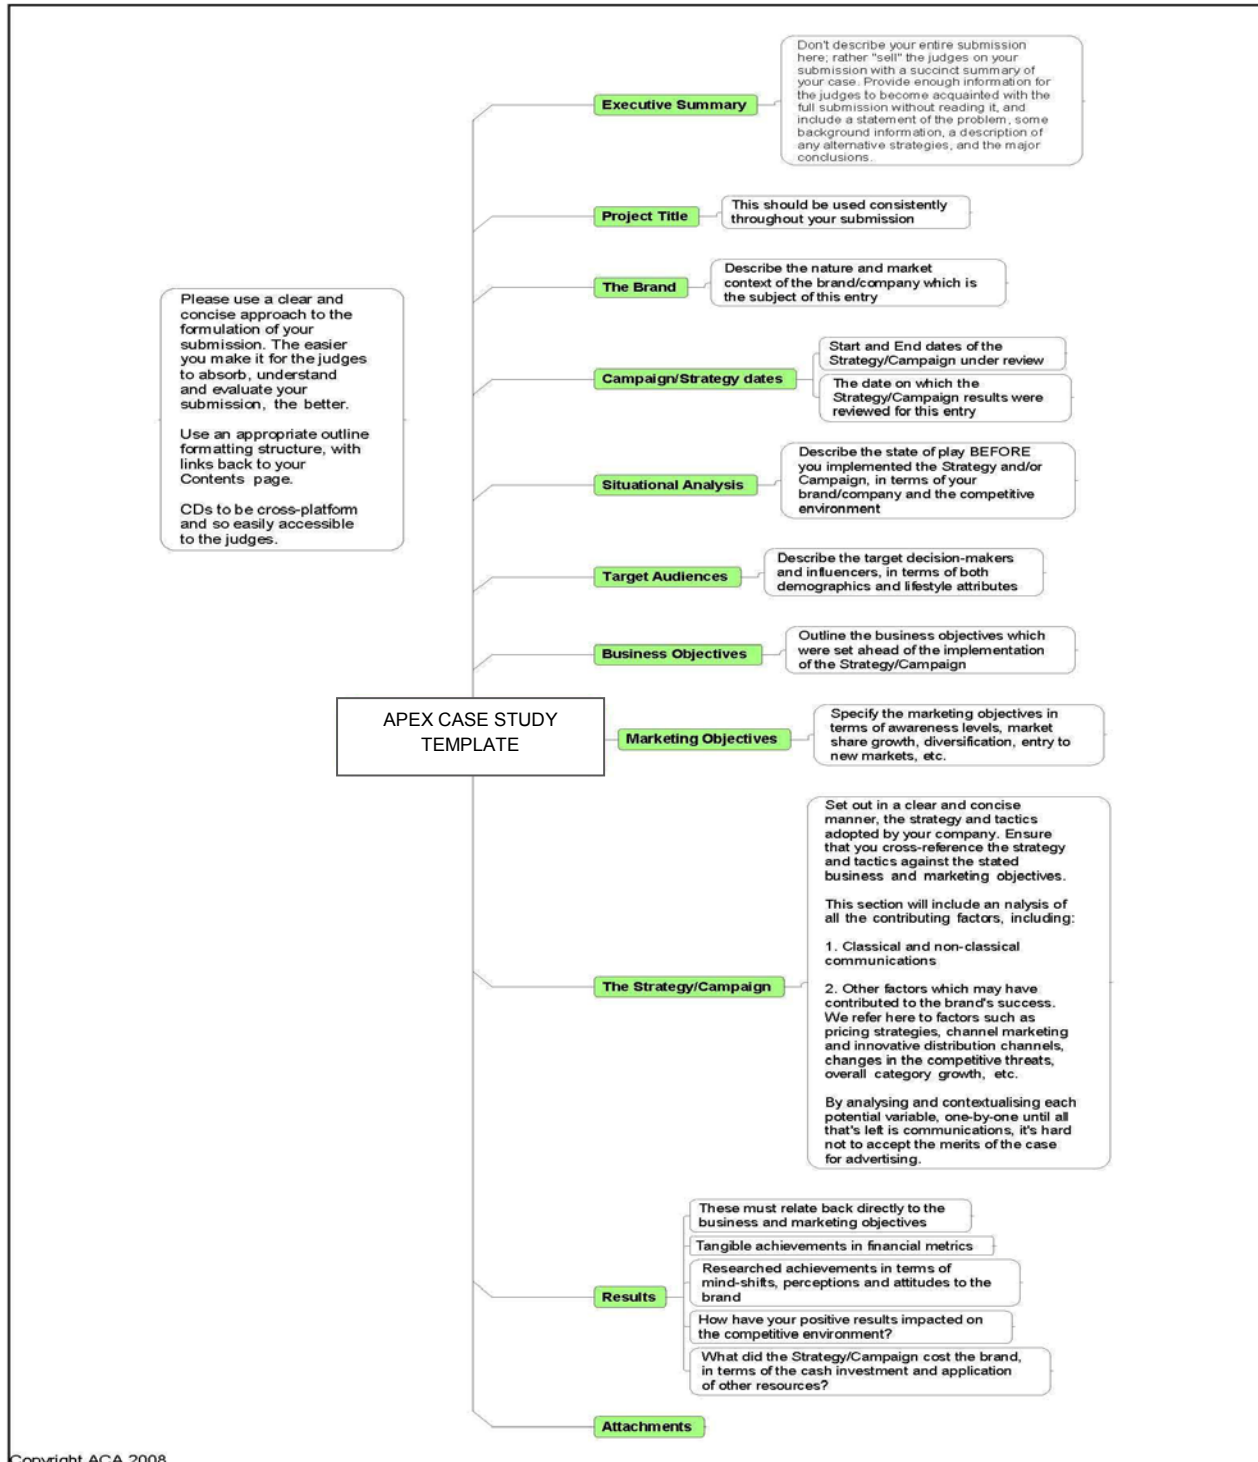 Executive Summary
Don't describe your entire submission
here; rather "sell" the judges on your
submission with a succinct summary of
your case. Provide enough information for
the judges to become acquainted with the
full submission without reading it, and
include a statement of the problem, some
background information, a description of
any alternative strategies, and the major
conclusions.
Project Title
This should be used consistently
throughout your submission
The Brand
Describe the nature and market
context of the brand/company which is
the subject of this entry
Please use a clear and
concise approach to the
formulation of your
submission. The easier
you make it for the judges
to absorb, understand
and evaluate your
submission, the better.
Use an appropriate outline
formatting structure, with
links back to your
Contents page.
CDs to be cross-platform
and so easily accessible
to the judges.
Campaign/Strategy dates
Start and End dates of the
Strategy/Campaign under review
The date on which the
Strategy/Campaign results were
reviewed for this entry
Situational Analysis
Describe the state of play BEFORE
you implemented the Strategy and/or
Campaign, in terms of your
brand/company and the competitive
environment
Target Audiences
Describe the target decision-makers
and influencers, in terms of both
demographics and lifestyle attributes
Business Objectives
Outline the business objectives which
were set ahead of the implementation
of the Strategy/Campaign
APEX CASE STUDY
TEMPLATE
Marketing Objectives
Specify the marketing objectives in
terms of awareness levels, market
share growth, diversification, entry to
new markets, etc.
The Strategy/Campaign
Set out in a clear and concise
manner, the strategy and tactics
adopted by your company. Ensure
that you cross-reference the strategy
and tactics against the stated
business and marketing objectives.
This section will include an nalysis of
all the contributing factors, including:
1. Classical and non-classical
communications
2. Other factors which may have
contributed to the brand's success.
We refer here to factors such as
pricing strategies, channel marketing
and innovative distribution channels,
changes in the competitive threats,
overall category growth, etc.
By analysing and contextualising each
potential variable, one-by-one until all
that's left is communications, it's hard
not to accept the merits of the case
for advertising.
Results
These must relate back directly to the
business and marketing objectives
Tangible achievements in financial metrics
Researched achievements in terms of
mind-shifts, perceptions and attitudes to the
brand
How have your positive results impacted on
the competitive environment?
What did the Strategy/Campaign cost the brand,
in terms of the cash investment and application
of other resources?
Attachments
Copyright ACA 2008